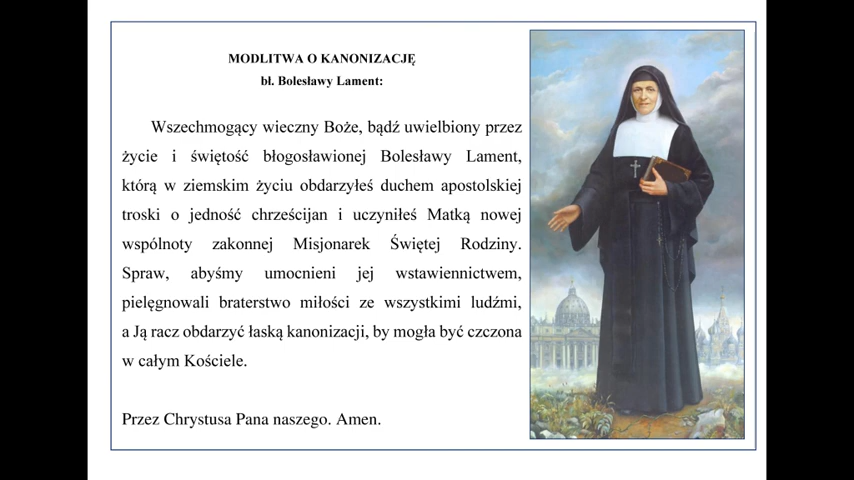 MODLITWA O KANONIZACJĘ
bł. Bolesławy Lament:
Wszechmogący wieczny Boże, bądź uwielbiony przez
życie i świętość błogosławionej Bolesławy Lament,
którą w ziemskim życiu obdarzyłeś duchem apostolskiej
troski o jedność chrześcijan i uczyniłeś Matką nowej
wspólnoty zakonnej Misjonarek Świętej Rodziny.
Spraw, abyśmy umocnieni jej wstawiennictwem,
pielęgnowali braterstwo miłości ze wszystkimi ludźmi,
a Ją racz obdarzyć łaską kanonizacji, by mogła być czczona
w całym Kościele.
Przez Chrystusa Pana naszego. Amen.